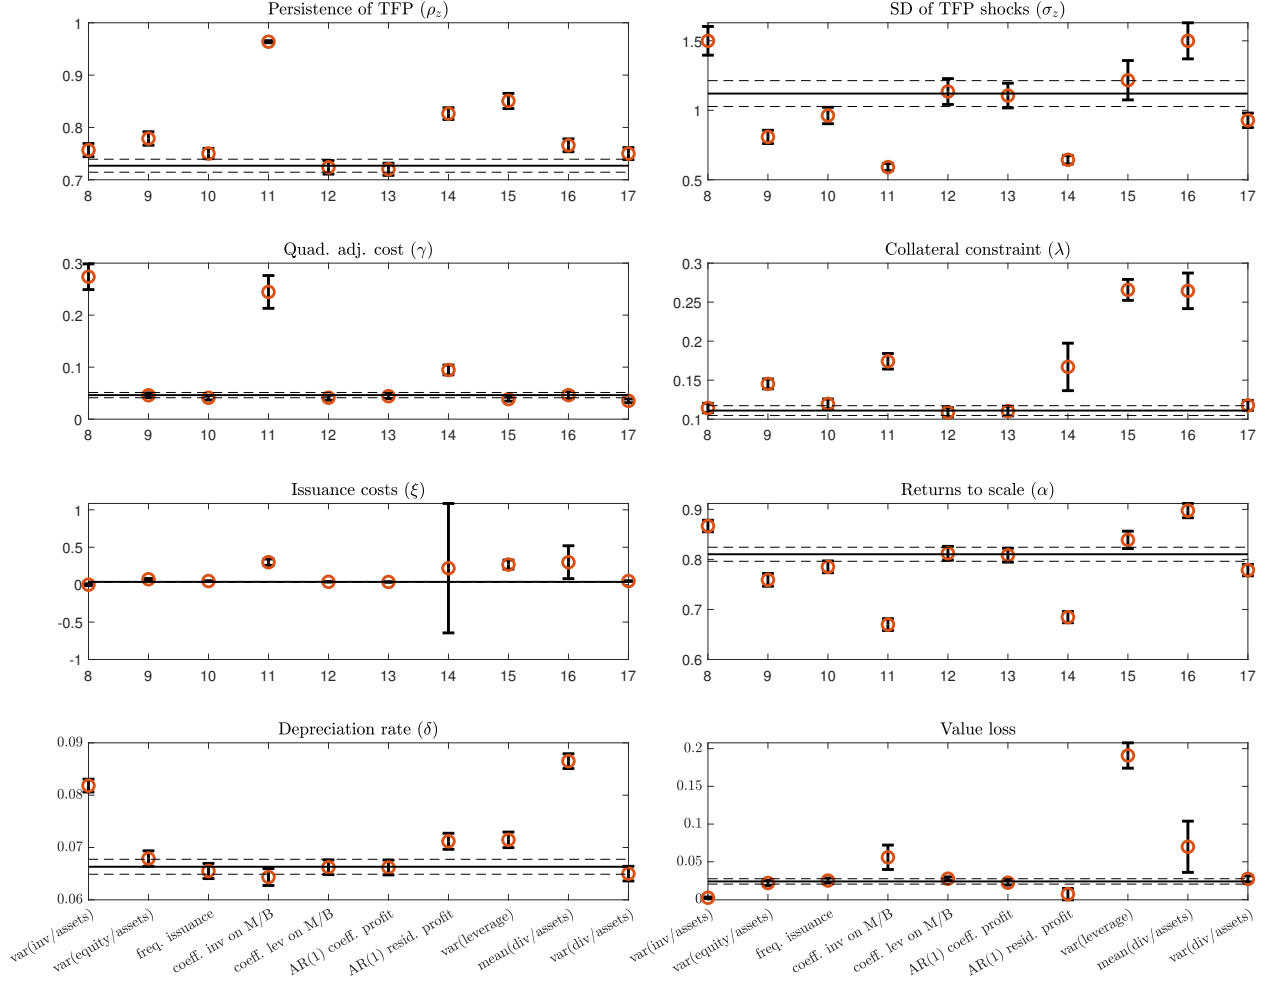 Persistence of TFP (ρz)
1
0.9
0.8
0.7
8 9 10 11 12 13 14 15 16 17
SD of TFP shocks (σz)
1.5
1
0.5
8 9 10 11 12 13 14 15 16 17
Quad. adj. cost (γ)
0.3
0.2
0.1
0
8 9 10 11 12 13 14 15 16 17
Collateral constraint (λ)
0.3
0.25
0.2
0.15
0.1
8 9 10 11 12 13 14 15 16 17
Issuance costs (ξ)
1
0.5
0
-0.5
-1
8 9 10 11 12 13 14 15 16 17
Returns to scale (α)
0.9
0.8
0.7
0.6
8 9 10 11 12 13 14 15 16 17
Depreciation rate (δ)
0.09
0.08
0.07
0.06
var(inv/assets)
var(equity/assets)
freq. issuance
coeff. inv on M/B
coeff. lev on M/B
AR(1) coeff. profit
AR(1) resid. profit
var(leverage)
mean(div/assets)
var(div/assets)
Value loss
0.2
0.15
0.1
0.05
0
var(inv/assets)
var(equity/assets)
freq. issuance
coeff. inv on M/B
coeff. lev on M/B
AR(1) coeff. profit
AR(1) resid. profit
var(leverage)
mean(div/assets)
var(div/assets)